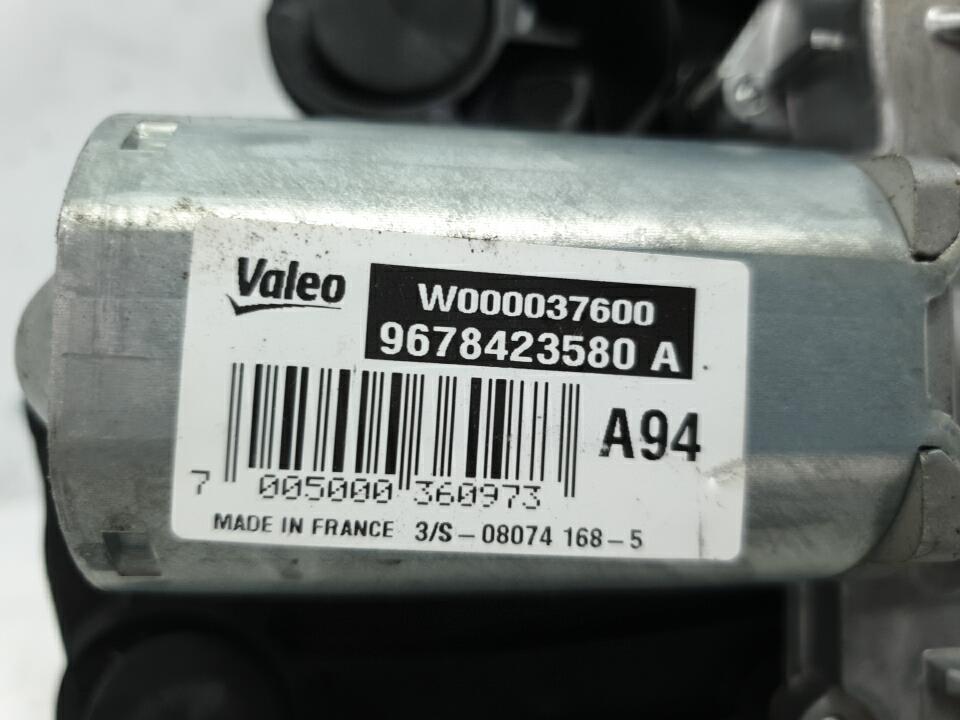 Valeo
W000037600
9678423580 A
A94
7 005000 360973
MADE IN FRANCE 3/S-08074 168-5